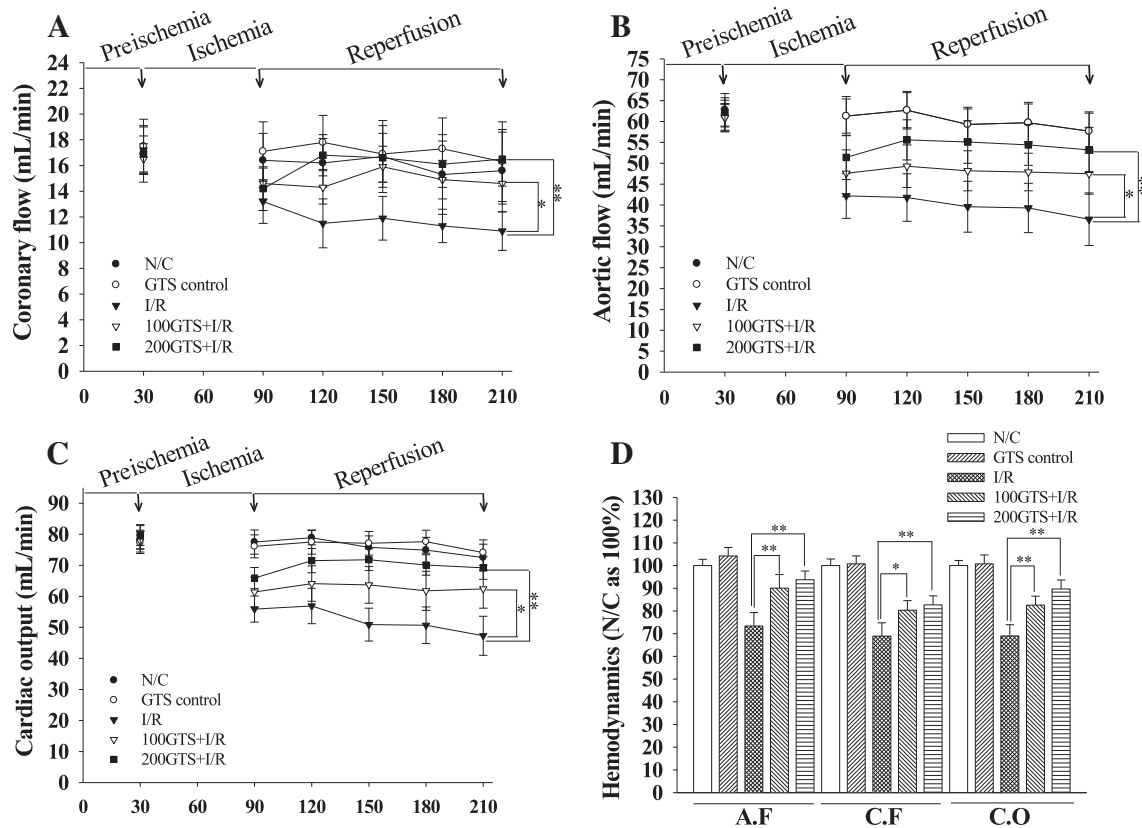 A
Preischemia Ischemia Reperfusion
Coronary flow (mL/min)
24
22
20
18
16
14
12
10
8
6
4
2
0
0 30 60 90 120 150 180 210
N/C
GTS control
I/R
100GTS+I/R
200GTS+I/R
*
**
B
Preischemia Ischemia Reperfusion
Aortic flow (mL/min)
75
70
65
60
55
50
45
40
35
30
25
20
15
10
5
0
0 30 60 90 120 150 180 210
N/C
GTS control
I/R
100GTS+I/R
200GTS+I/R
*
**
C
Preischemia Ischemia Reperfusion
Cardiac output (mL/min)
90
80
70
60
50
40
30
20
10
0
0 30 60 90 120 150 180 210
N/C
GTS control
I/R
100GTS+I/R
200GTS+I/R
*
**
D
N/C
GTS control
I/R
100GTS+I/R
200GTS+I/R
Hemodynamics (N/C as 100%)
130
120
110
100
90
80
70
60
50
40
30
20
10
0
**
**
**
*
**
**
A.F C.F C.O